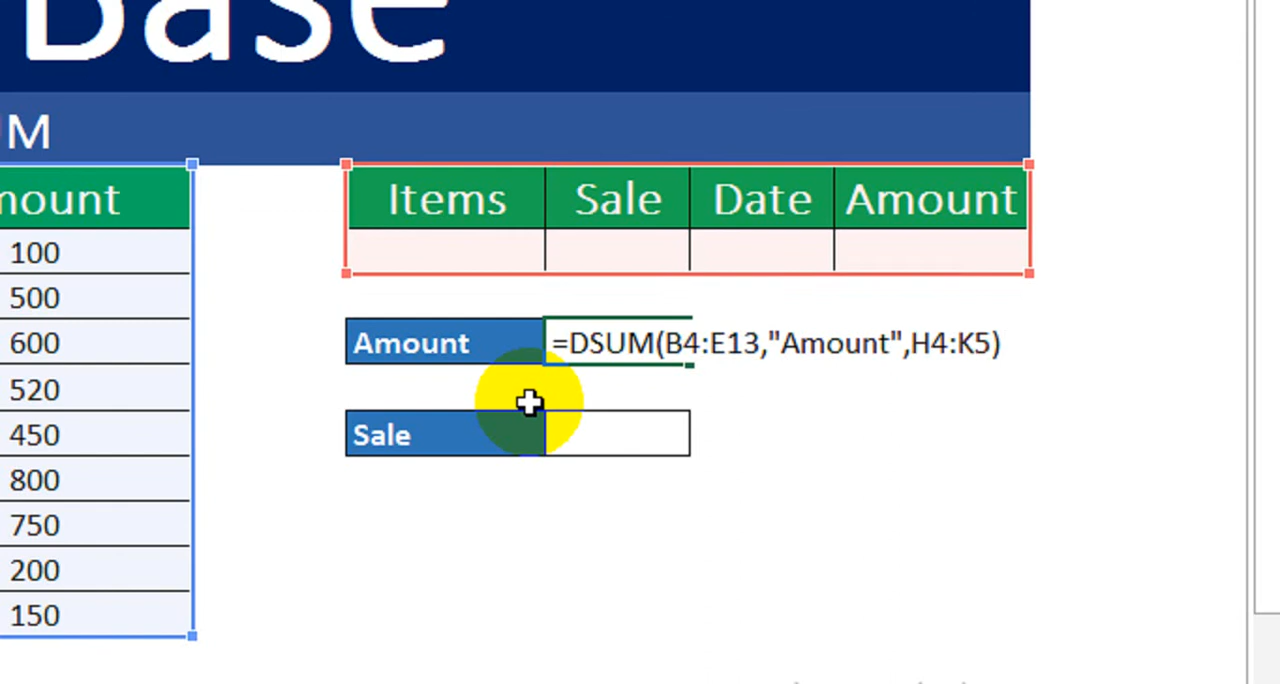 Base
UM
mount
Items Sale Date Amount
100
500
600
520
450
800
750
200
150
Amount =DSUM(B4:E13,"Amount",H4:K5)
Sale